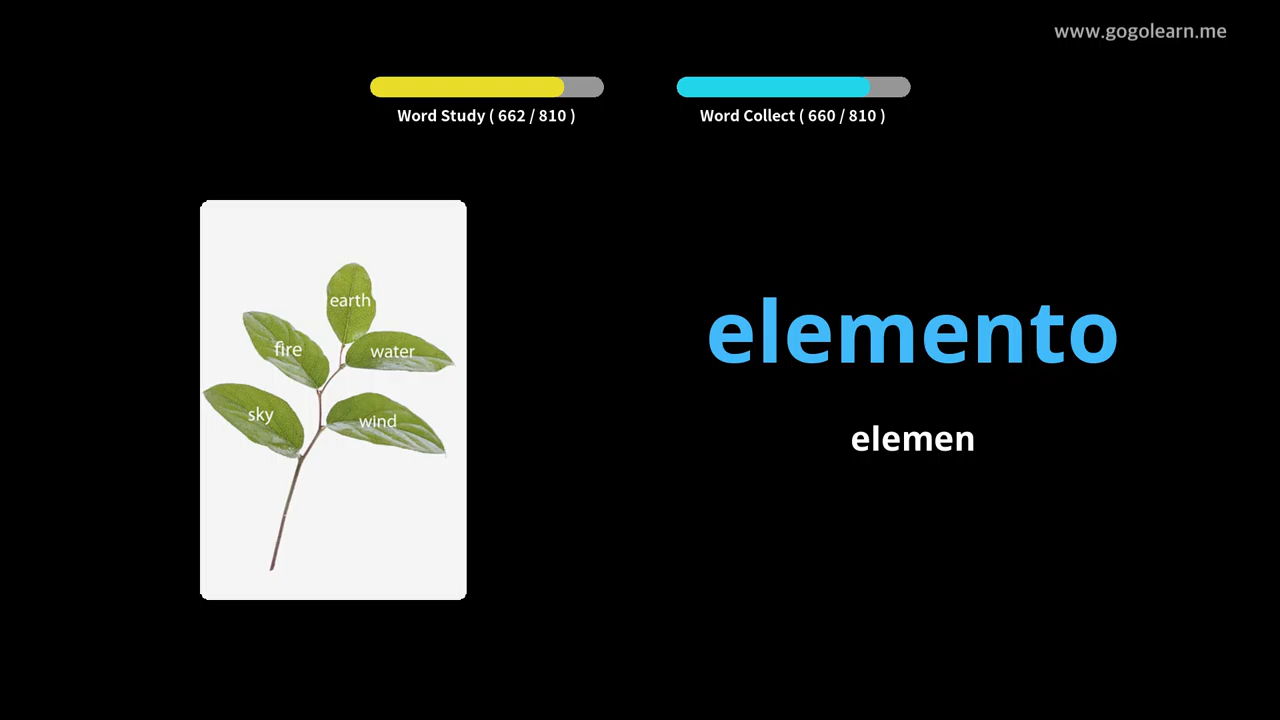 www.gogolearn.me
Word Study ( 662 / 810 )
Word Collect ( 660 / 810 )
earth
fire
water
sky
wind
elemento
elemen